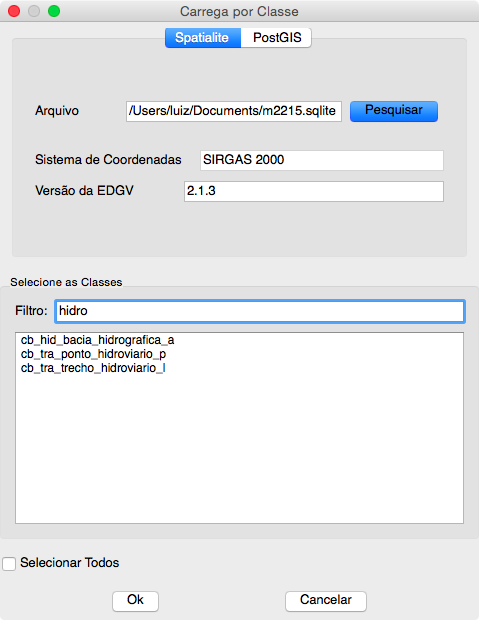 Carrega por Classe
Spatialite PostGIS
Arquivo /Users/luiz/Documents/m2215.sqlite Pesquisar
Sistema de Coordenadas SIRGAS 2000
Versão da EDGV 2.1.3
Selecione as Classes
Filtro: hidro
cb_hid_bacia_hidrografica_a
cb_tra_ponto_hidroviario_p
cb_tra_trecho_hidroviario_l
Selecionar Todos
Ok Cancelar